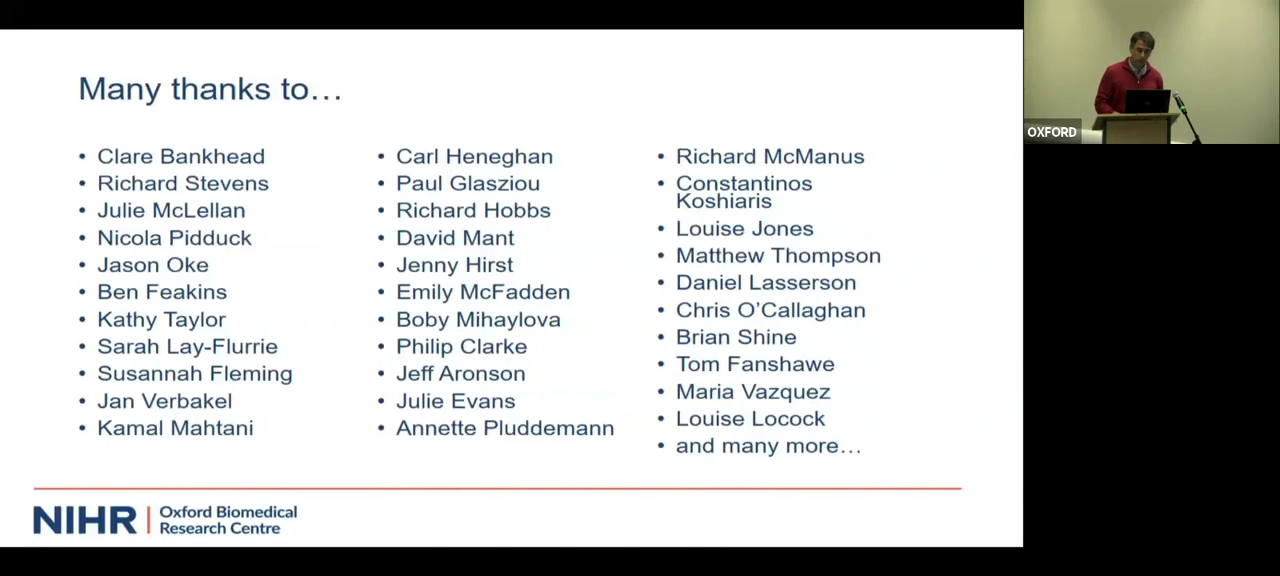 Many thanks to…
• Clare Bankhead
• Richard Stevens
• Julie McLellan
• Nicola Pidduck
• Jason Oke
• Ben Feakins
• Kathy Taylor
• Sarah Lay-Flurrie
• Susannah Fleming
• Jan Verbakel
• Kamal Mahtani
• Carl Heneghan
• Paul Glasziou
• Richard Hobbs
• David Mant
• Jenny Hirst
• Emily McFadden
• Boby Mihaylova
• Philip Clarke
• Jeff Aronson
• Julie Evans
• Annette Pluddemann
• Richard McManus
• Constantinos
Koshiaris
• Louise Jones
• Matthew Thompson
• Daniel Lasserson
• Chris O’Callaghan
• Brian Shine
• Tom Fanshawe
• Maria Vazquez
• Louise Locock
• and many more…
NIHR | Oxford Biomedical
Research Centre
OXFORD